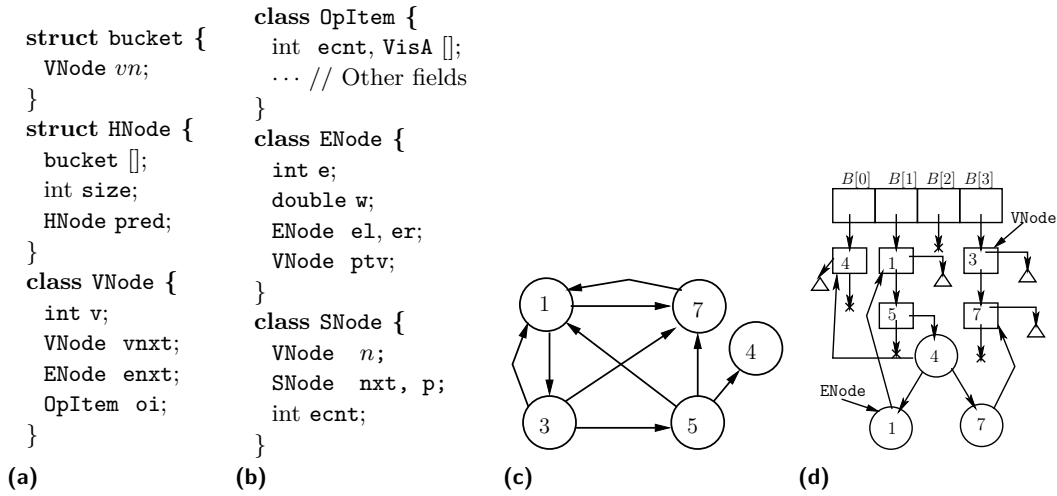 struct bucket {
VNode vn;
}
struct HNode {
bucket [];
int size;
HNode pred;
}
class VNode {
int v;
VNode vnxt;
ENode enxt;
OpItem oi;
}
(a)
class OpItem {
int ecnt, VisA [];
··· // Other fields
}
class ENode {
int e;
double w;
ENode el, er;
VNode ptv;
}
class SNode {
VNode n;
SNode nxt, p;
int ecnt;
}
(b)
1
7
4
3
5
(c)
B[0] B[1] B[2] B[3]
VNode
4
1
3
5
7
4
ENode
1
7
(d)